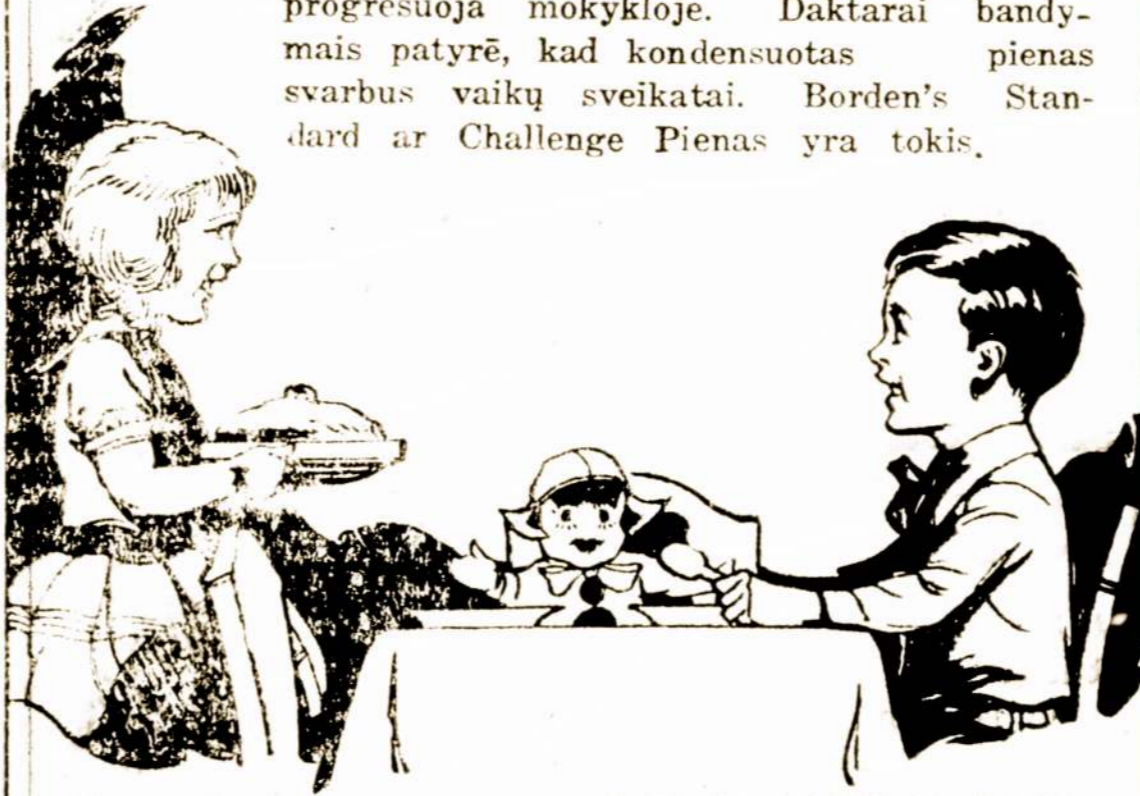 progresuoja mokykloje. Daktarai bandy-
mais patyrē, kad kondensuotas pienas
svarbus vaikų sveikatai. Borden's Stan-
dard ar Challenge Pienas yra tokis.